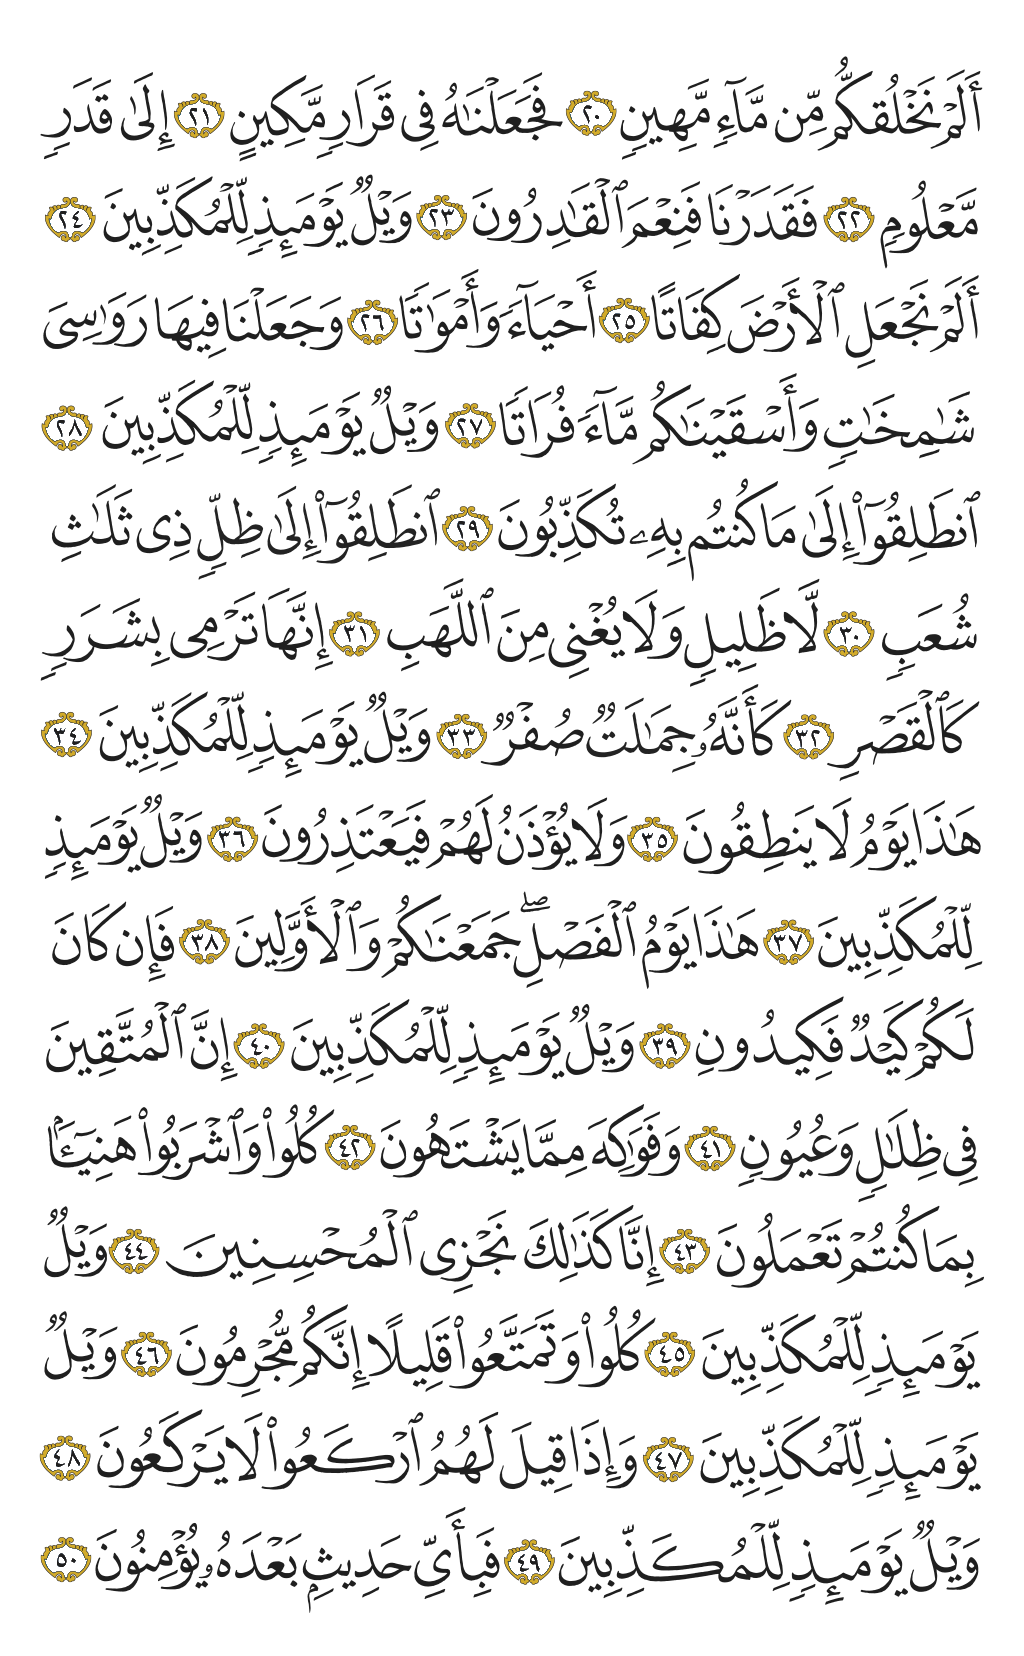 أَلَمْ نَخْلُقكُّم مِّن مَّآءٍ مَّهِينٍ ٢٠ فَجَعَلْنَٰهُ فِى قَرَارٍ مَّكِينٍ ٢١ إِلَىٰ قَدَرٍ
مَّعْلُومٍ ٢٢ فَقَدَرْنَا فَنِعْمَ ٱلْقَٰدِرُونَ ٢٣ وَيْلٌ يَوْمَئِذٍ لِّلْمُكَذِّبِينَ ٢٤
أَلَمْ نَجْعَلِ ٱلْأَرْضَ كِفَاتًا ٢٥ أَحْيَآءً وَأَمْوَٰتًا ٢٦ وَجَعَلْنَا فِيهَا رَوَٰسِىَ
شَٰمِخَٰتٍ وَأَسْقَيْنَٰكُم مَّآءً فُرَاتًا ٢٧ وَيْلٌ يَوْمَئِذٍ لِّلْمُكَذِّبِينَ ٢٨
ٱنطَلِقُوٓا۟ إِلَىٰ مَا كُنتُم بِهِۦ تُكَذِّبُونَ ٢٩ ٱنطَلِقُوٓا۟ إِلَىٰ ظِلٍّ ذِى ثَلَٰثِ
شُعَبٍ ٣٠ لَّا ظَلِيلٍ وَلَا يُغْنِى مِنَ ٱللَّهَبِ ٣١ إِنَّهَا تَرْمِى بِشَرَرٍ
كَٱلْقَصْرِ ٣٢ كَأَنَّهُۥ جِمَٰلَتٌ صُفْرٌ ٣٣ وَيْلٌ يَوْمَئِذٍ لِّلْمُكَذِّبِينَ ٣٤
هَٰذَا يَوْمُ لَا يَنطِقُونَ ٣٥ وَلَا يُؤْذَنُ لَهُمْ فَيَعْتَذِرُونَ ٣٦ وَيْلٌ يَوْمَئِذٍ
لِّلْمُكَذِّبِينَ ٣٧ هَٰذَا يَوْمُ ٱلْفَصْلِ ۖ جَمَعْنَٰكُمْ وَٱلْأَوَّلِينَ ٣٨ فَإِن كَانَ
لَكُمْ كَيْدٌ فَكِيدُونِ ٣٩ وَيْلٌ يَوْمَئِذٍ لِّلْمُكَذِّبِينَ ٤٠ إِنَّ ٱلْمُتَّقِينَ
فِى ظِلَٰلٍ وَعُيُونٍ ٤١ وَفَوَٰكِهَ مِمَّا يَشْتَهُونَ ٤٢ كُلُوا۟ وَٱشْرَبُوا۟ هَنِيٓـًٔۢا
بِمَا كُنتُمْ تَعْمَلُونَ ٤٣ إِنَّا كَذَٰلِكَ نَجْزِى ٱلْمُحْسِنِينَ ٤٤ وَيْلٌ
يَوْمَئِذٍ لِّلْمُكَذِّبِينَ ٤٥ كُلُوا۟ وَتَمَتَّعُوا۟ قَلِيلًا إِنَّكُم مُّجْرِمُونَ ٤٦ وَيْلٌ
يَوْمَئِذٍ لِّلْمُكَذِّبِينَ ٤٧ وَإِذَا قِيلَ لَهُمُ ٱرْكَعُوا۟ لَا يَرْكَعُونَ ٤٨
وَيْلٌ يَوْمَئِذٍ لِّلْمُكَذِّبِينَ ٤٩ فَبِأَىِّ حَدِيثٍۭ بَعْدَهُۥ يُؤْمِنُونَ ٥٠